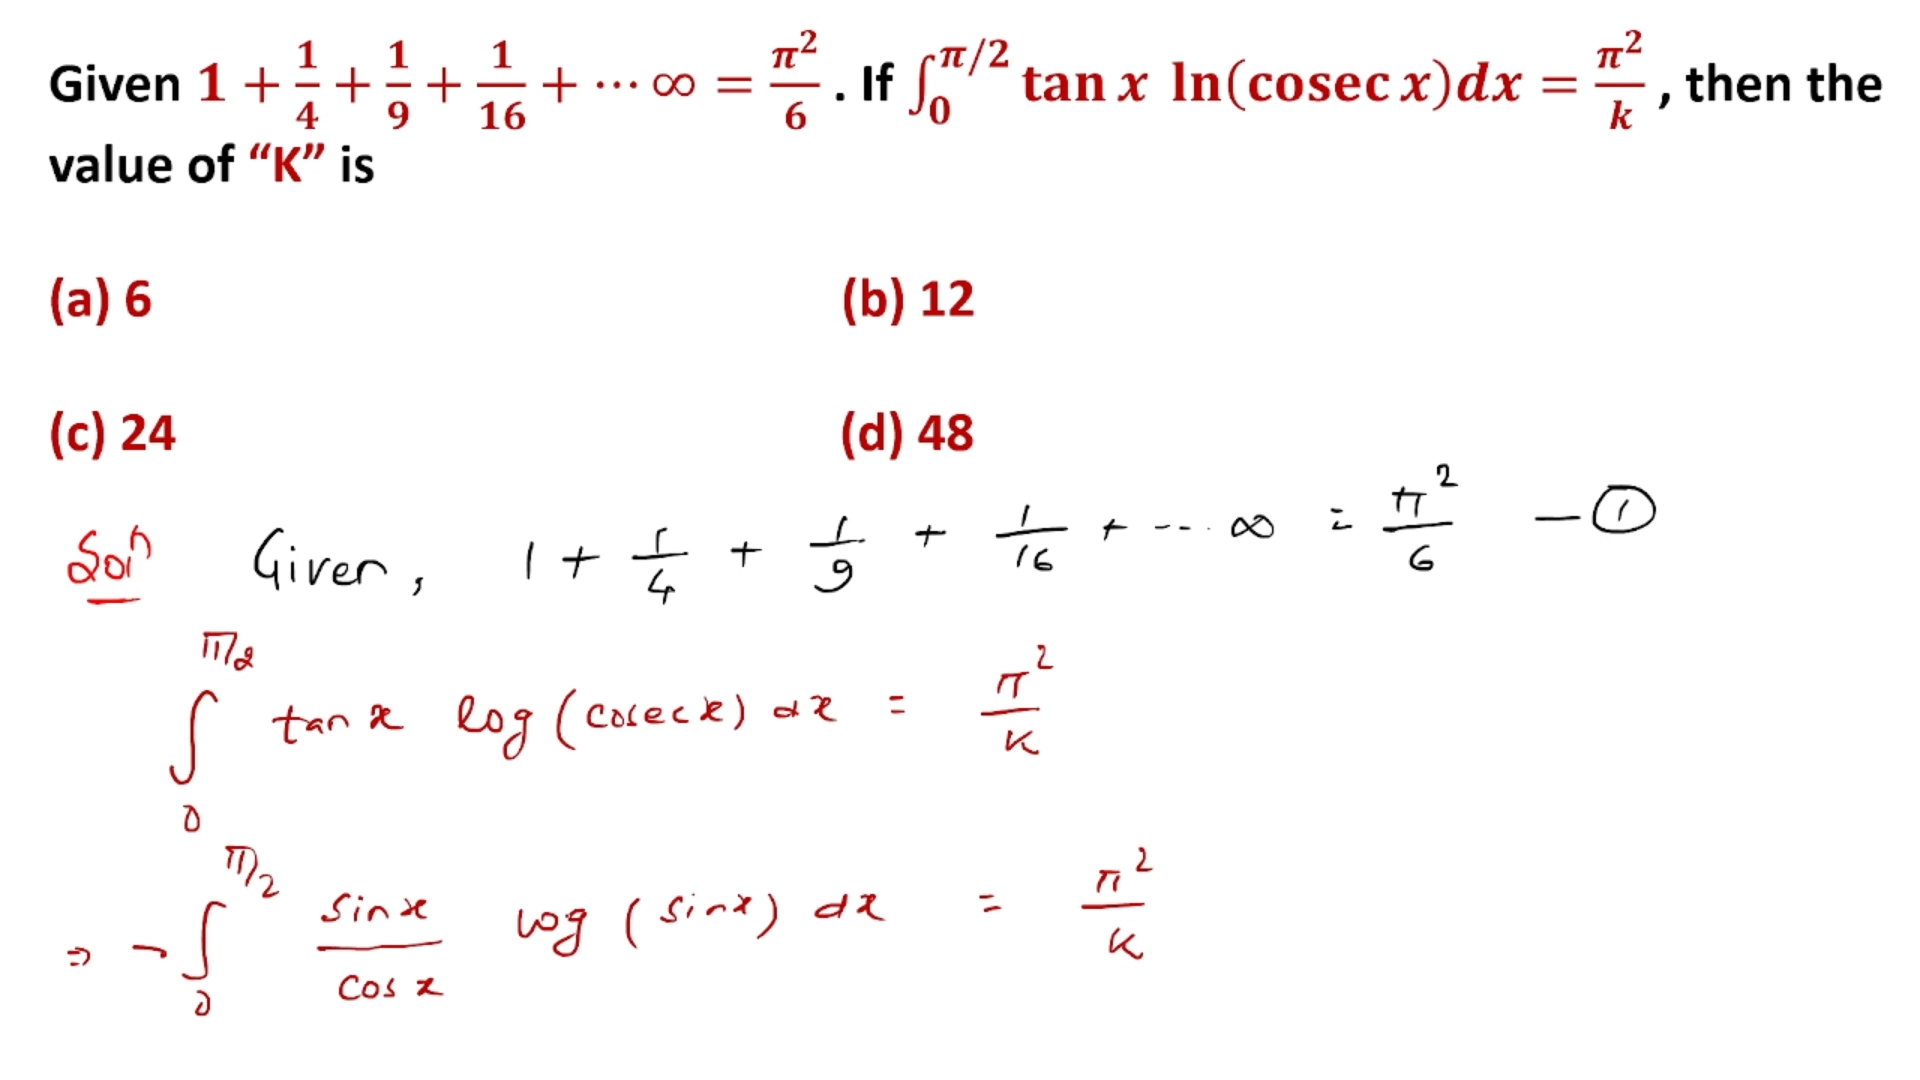 Given 1 + 1/4 + 1/9 + 1/16 + ⋯ ∞ = π²/6 . If ∫₀^{π/2} tan x ln(cosec x)dx = π²/k , then the
value of “K” is
(a) 6 (b) 12
(c) 24 (d) 48
Solⁿ Given, 1 + 1/4 + 1/9 + 1/16 + --- ∞ = π²/6 — ①
∫₀^{π/2} tan x log (cosec x) dx = π²/k
⇒ -∫₀^{π/2} sin x/cos x log (sin x) dx = π²/k